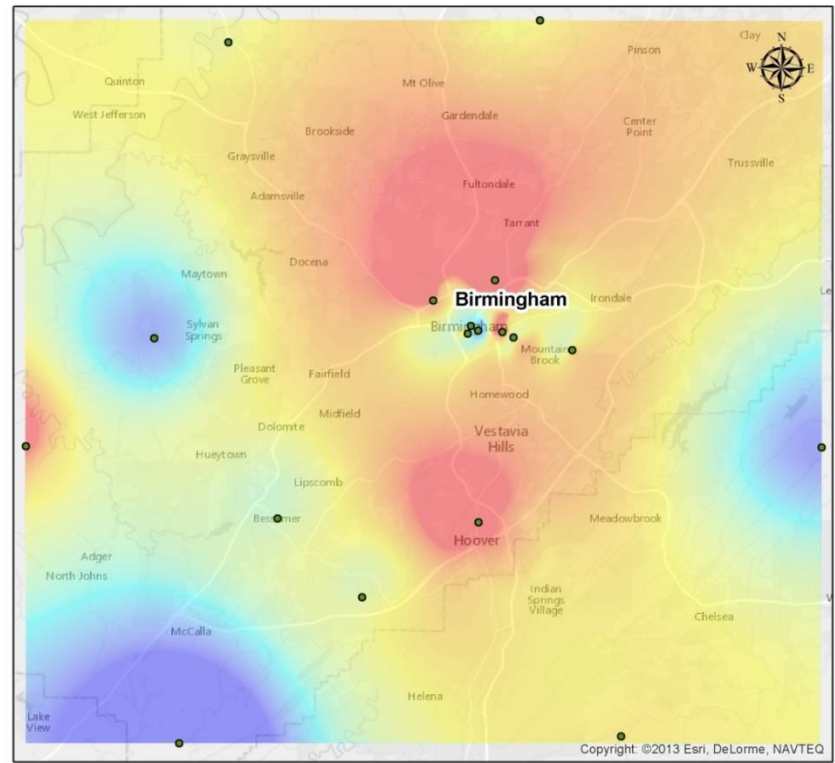 Clay
N
Pinson
W E
S
Quinton
Mt Olive
West Jefferson
Gardendale
Center
Point
Brookside
Graysville
Trussville
Fultondale
Adamsville
Tarrant
Docena
Maytown
Birmingham
Irondale
Birmingham
Sylvan
Springs
Mountain
Brook
Pleasant
Grove
Fairfield
Homewood
Midfield
Dolomite
Vestavia
Hills
Hueytown
Lipscomb
Bessemer
Meadowbrook
Hoover
Adger
North Johns
Indian
Springs
Village
Chelsea
McCalla
Helena
Lake
View
Copyright: ©2013 Esri, DeLorme, NAVTEQ